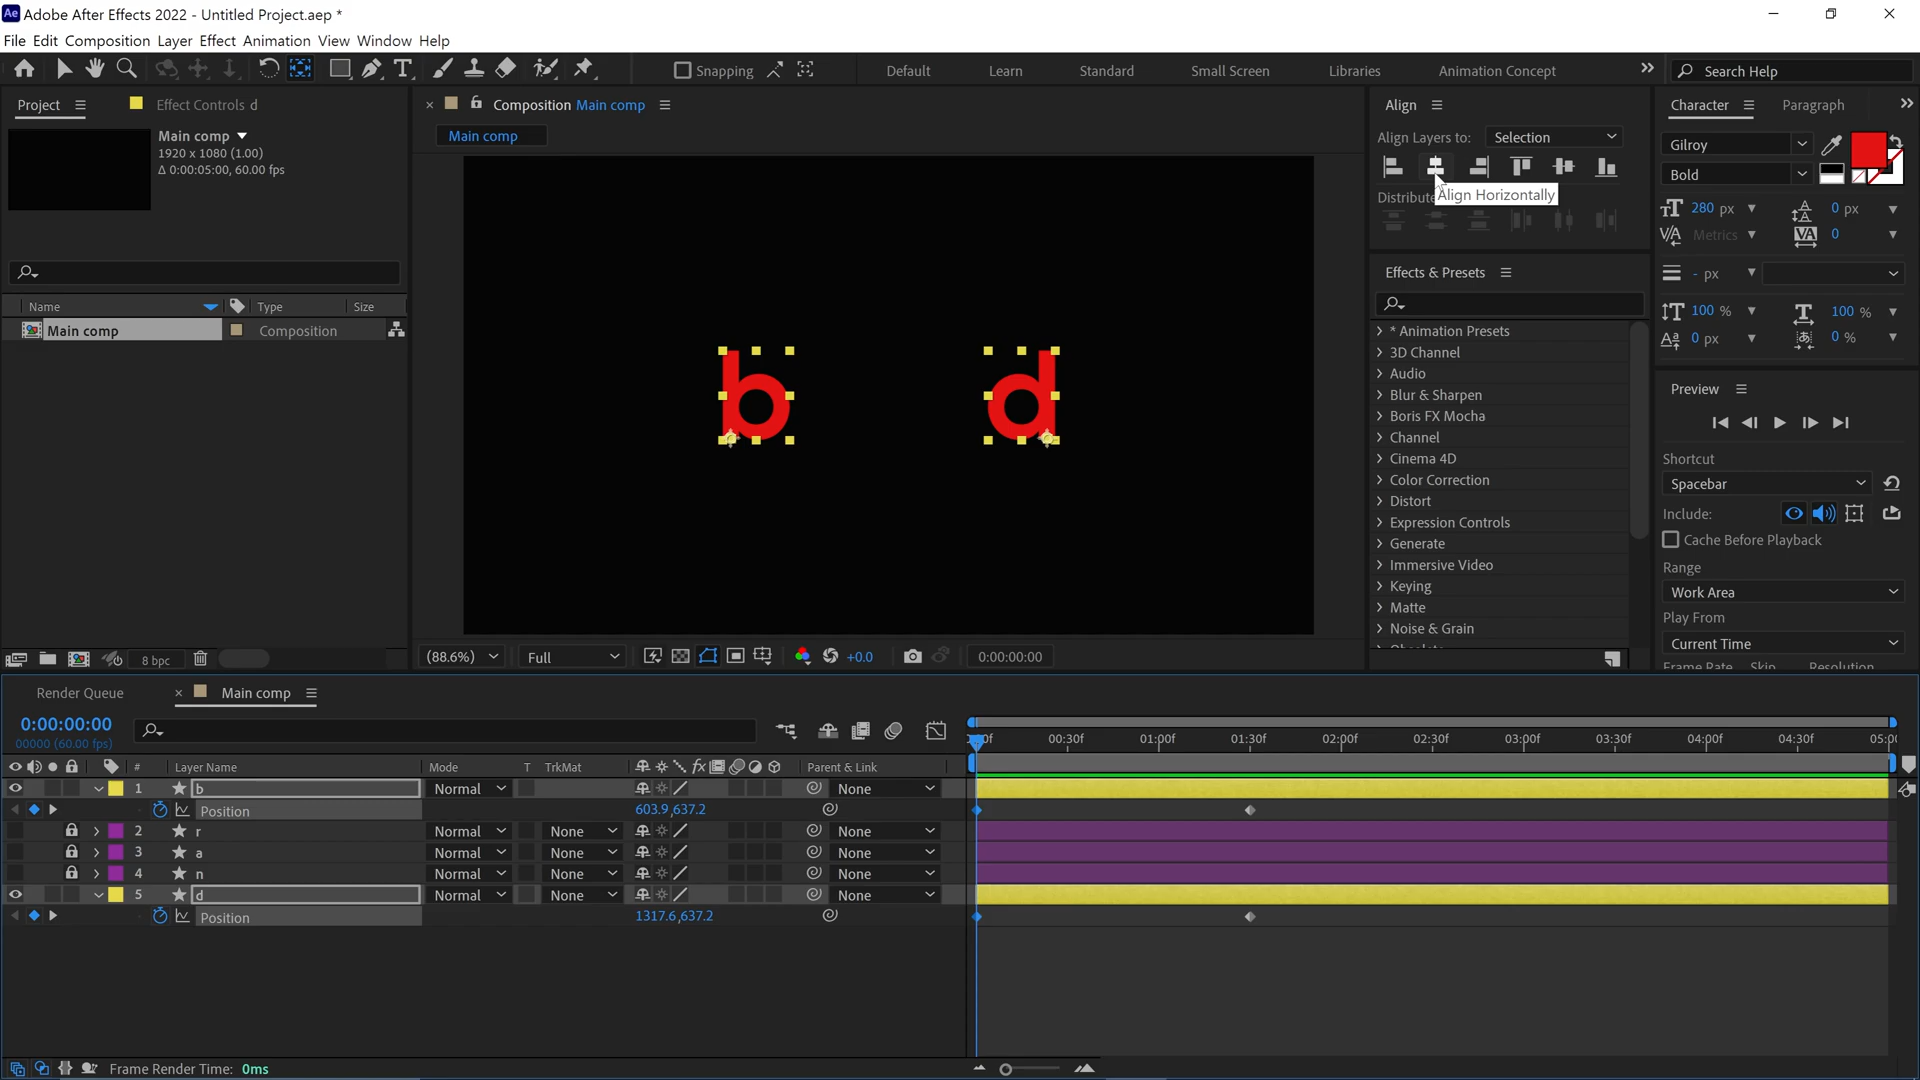 Adobe After Effects 2022 - Untitled Project.aep *
File Edit Composition Layer Effect Animation View Window Help
Snapping
Default Learn Standard Small Screen Libraries Animation Concept
Search Help
Project
Effect Controls d
Main comp
1920 x 1080 (1.00)
Δ 0:00:05:00, 60.00 fps
Name Type Size
Main comp Composition
8 bpc
Composition Main comp
Main comp
b d
(88.6%) Full +0.0 0:00:00:00
Align
Align Layers to: Selection
Distribute
Align Horizontally
Effects & Presets
* Animation Presets
3D Channel
Audio
Blur & Sharpen
Boris FX Mocha
Channel
Cinema 4D
Color Correction
Distort
Expression Controls
Generate
Immersive Video
Keying
Matte
Noise & Grain
Character Paragraph
Gilroy
Bold
280 px 0 px
Metrics 0
- px
100 % 100 %
0 px 0 %
Preview
Shortcut
Spacebar
Include:
Cache Before Playback
Range
Work Area
Play From
Current Time
Frame Rate Skip Resolution
Render Queue Main comp
0:00:00:00
00000 (60.00 fps)
00:30f 01:00f 01:30f 02:00f 02:30f 03:00f 03:30f 04:00f 04:30f
# Layer Name Mode T TrkMat Parent & Link
1 b Normal None
Position 603.9,637.2
2 r Normal None None
3 a Normal None None
4 n Normal None None
5 d Normal None None
Position 1317.6,637.2
Frame Render Time: 0ms